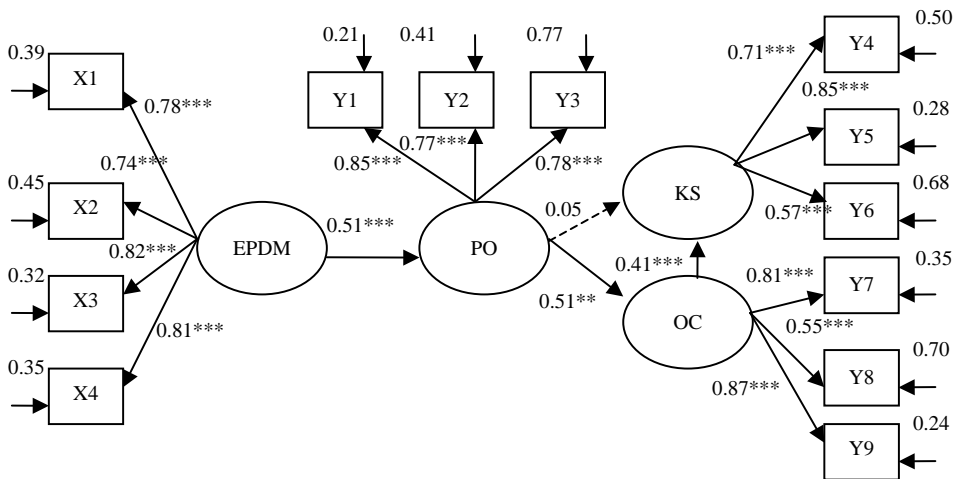 0.39
X1
0.78***
0.45
X2
0.74***
0.32
X3
0.82***
0.35
X4
0.81***
EPDM
0.51***
0.21
0.41
0.77
Y1
Y2
Y3
0.85***
0.77***
0.78***
PO
0.05
0.51**
KS
0.41***
OC
0.71***
Y4
0.50
0.85***
Y5
0.28
0.57***
Y6
0.68
0.81***
Y7
0.35
0.55***
Y8
0.70
0.87***
Y9
0.24